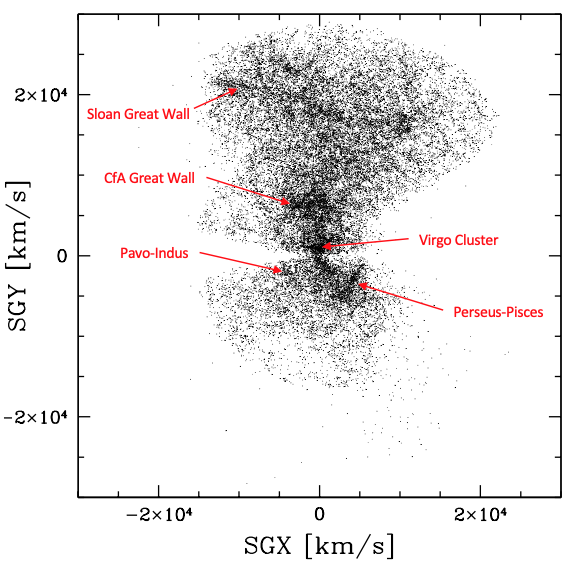 2×10⁴
Sloan Great Wall
CfA Great Wall
Virgo Cluster
Pavo-Indus
0
Perseus-Pisces
−2×10⁴
SGY [km/s]
−2×10⁴ 0 2×10⁴
SGX [km/s]